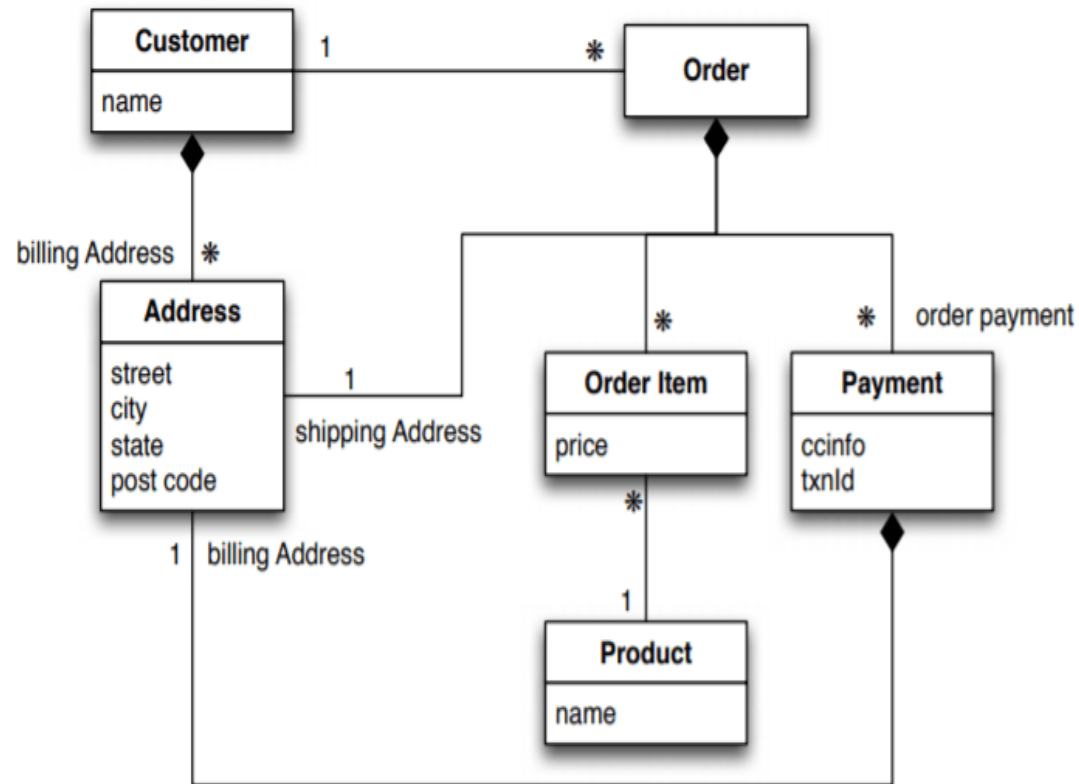 Customer
1
*
Order
name
billing Address
*
Address
street
city
state
post code
1
shipping Address
*
*
order payment
Order Item
price
Payment
ccinfo
txnId
*
1
billing Address
1
Product
name